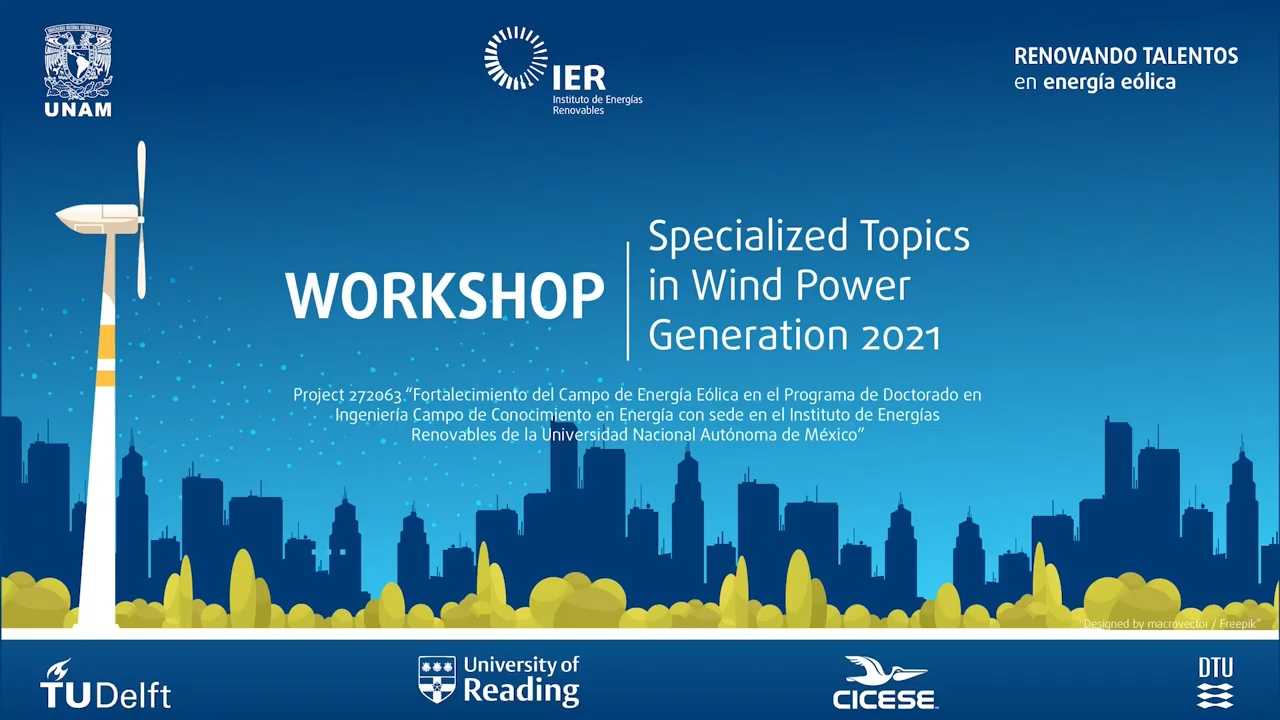 UNAM
IER
Instituto de Energías
Renovables
RENOVANDO TALENTOS
en energía eólica
WORKSHOP
Specialized Topics
in Wind Power
Generation 2021
Project 272063 “Fortalecimiento del Campo de Energía Eólica en el Programa de Doctorado en
Ingeniería Campo de Conocimiento en Energía con sede en el Instituto de Energías
Renovables de la Universidad Nacional Autónoma de México”
"Designed by macrovector / Freepik"
TU Delft
University of
Reading
CICESE
DTU